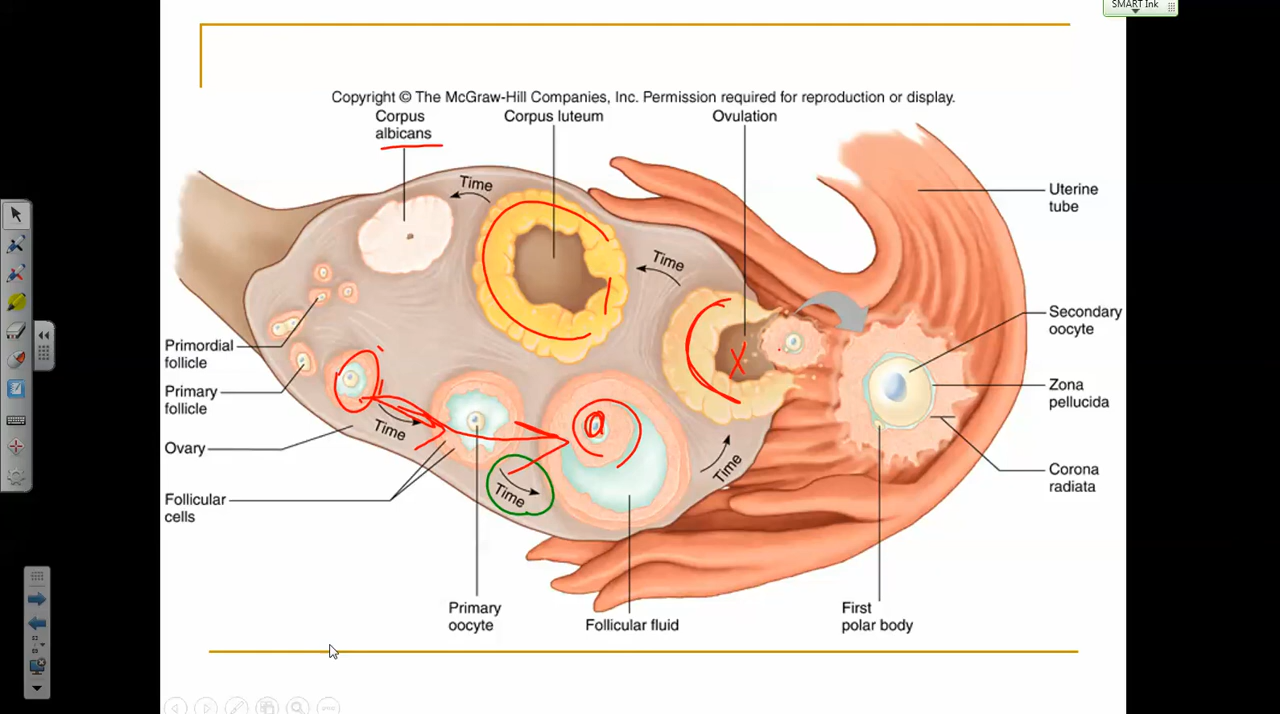 SMART Ink
Copyright © The McGraw-Hill Companies, Inc. Permission required for reproduction or display.
Corpus
albicans
Corpus luteum
Ovulation
Time
Time
Uterine
tube
Secondary
oocyte
Primordial
follicle
Primary
follicle
Zona
pellucida
Ovary
Time
a
X
Time
Time
Corona
radiata
Follicular
cells
Primary
oocyte
Follicular fluid
First
polar body